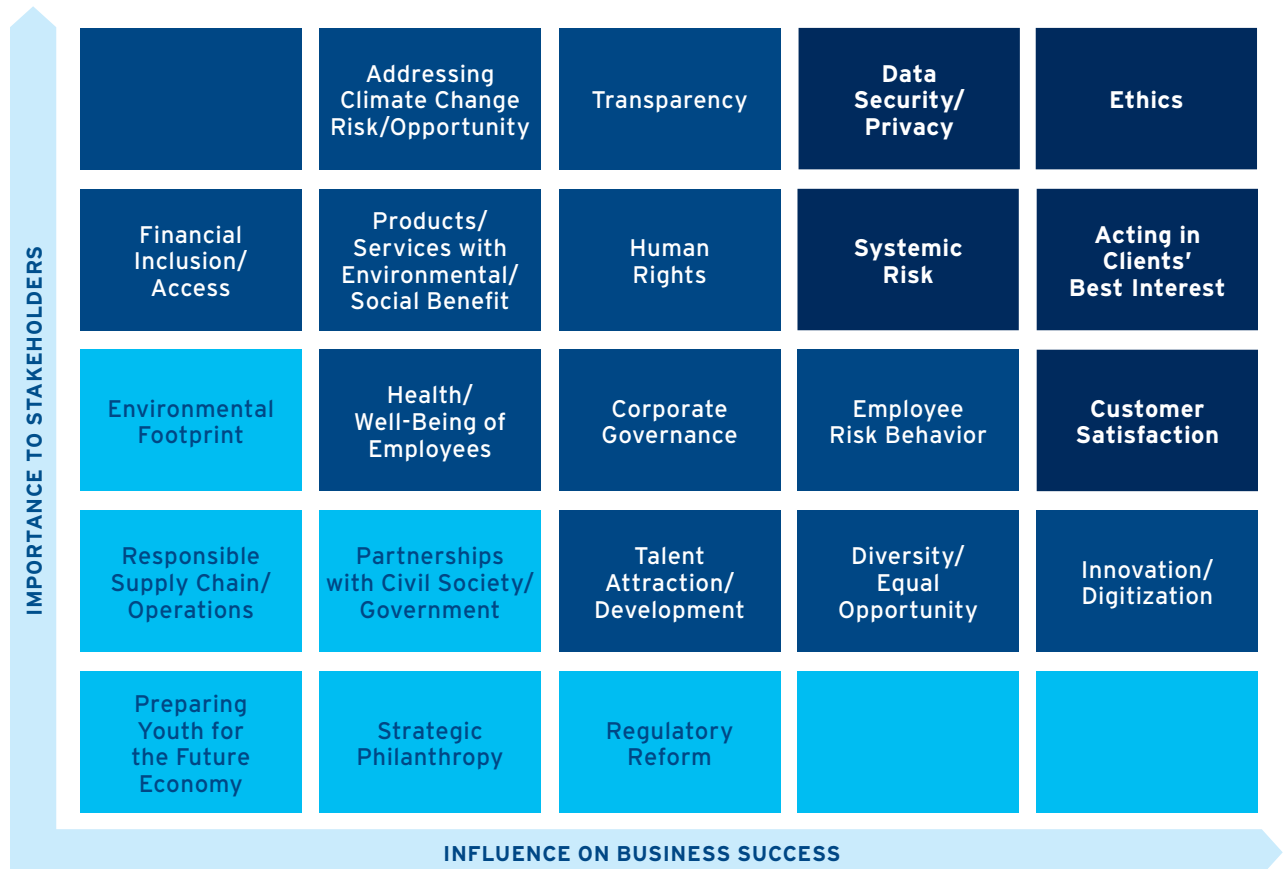 IMPORTANCE TO STAKEHOLDERS
Addressing
Climate Change
Risk/Opportunity
Transparency
Data
Security/
Privacy
Ethics
Financial
Inclusion/
Access
Products/
Services with
Environmental/
Social Benefit
Human
Rights
Systemic
Risk
Acting in
Clients’
Best Interest
Environmental
Footprint
Health/
Well-Being of
Employees
Corporate
Governance
Employee
Risk Behavior
Customer
Satisfaction
Responsible
Supply Chain/
Operations
Partnerships
with Civil Society/
Government
Talent
Attraction/
Development
Diversity/
Equal
Opportunity
Innovation/
Digitization
Preparing
Youth for
the Future
Economy
Strategic
Philanthropy
Regulatory
Reform
INFLUENCE ON BUSINESS SUCCESS